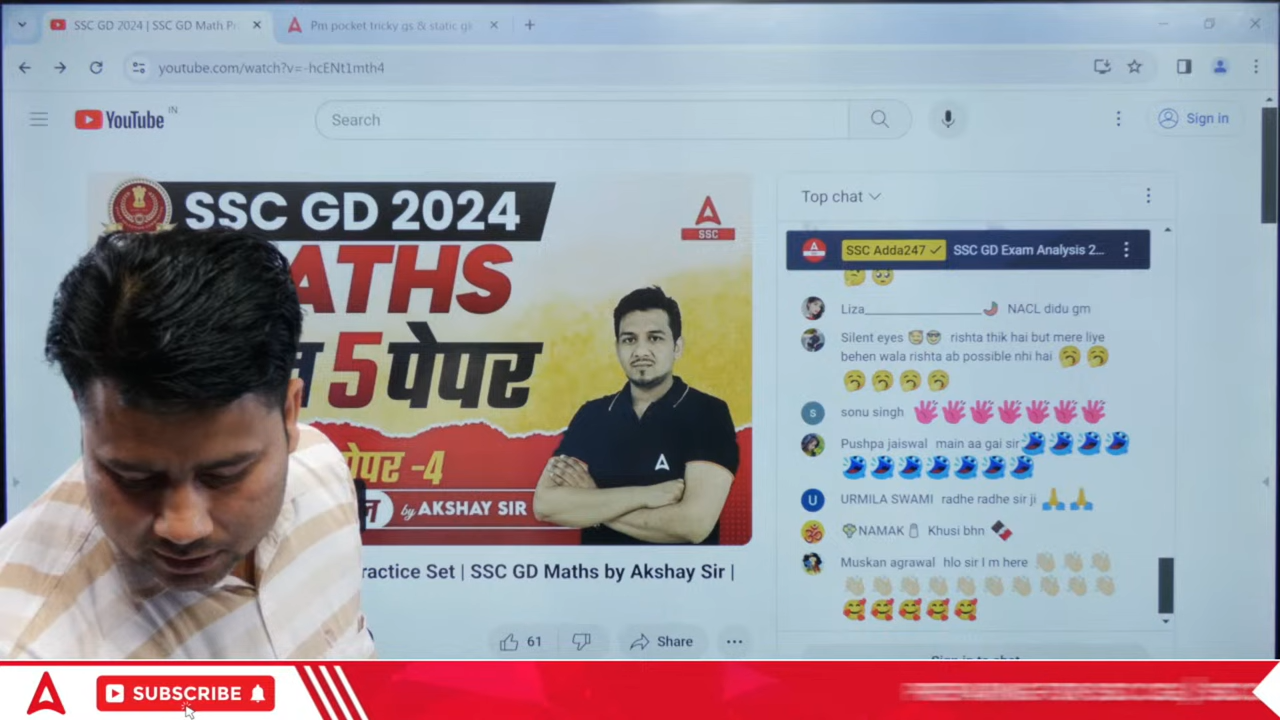 SSC GD 2024 | SSC GD Math Pr
Pm pocket tricky gs & static gk
youtube.com/watch?v=-hcENt1mth4
YouTube IN
Search
Sign in
SSC GD 2024
SSC
ATHS
5 पेपर
पेपर -4
by AKSHAY SIR
ractice Set | SSC GD Maths by Akshay Sir |
61
Share
Top chat
SSC Adda247 SSC GD Exam Analysis 2...
Liza_______________ NACL didu gm
Silent eyes rishta thik hai but mere liye
behen wala rishta ab possible nhi hai
S sonu singh
Pushpa jaiswal main aa gai sir
U URMILA SWAMI radhe radhe sir ji
NAMAK Khusi bhn
Muskan agrawal hlo sir I m here
SUBSCRIBE